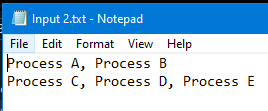 Input 2.txt - Notepad
File Edit Format View Help
Process A, Process B
Process C, Process D, Process E